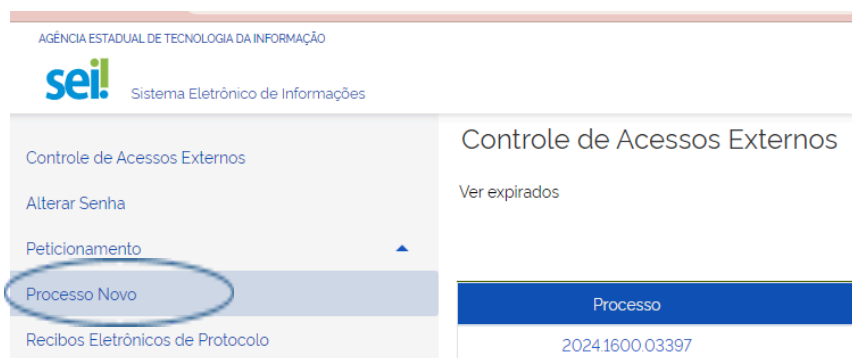 AGÊNCIA ESTADUAL DE TECNOLOGIA DA INFORMAÇÃO
sei!
Sistema Eletrônico de Informações
Controle de Acessos Externos
Alterar Senha
Peticionamento
Processo Novo
Recibos Eletrônicos de Protocolo
Controle de Acessos Externos
Ver expirados
Processo
2024.1600.03397